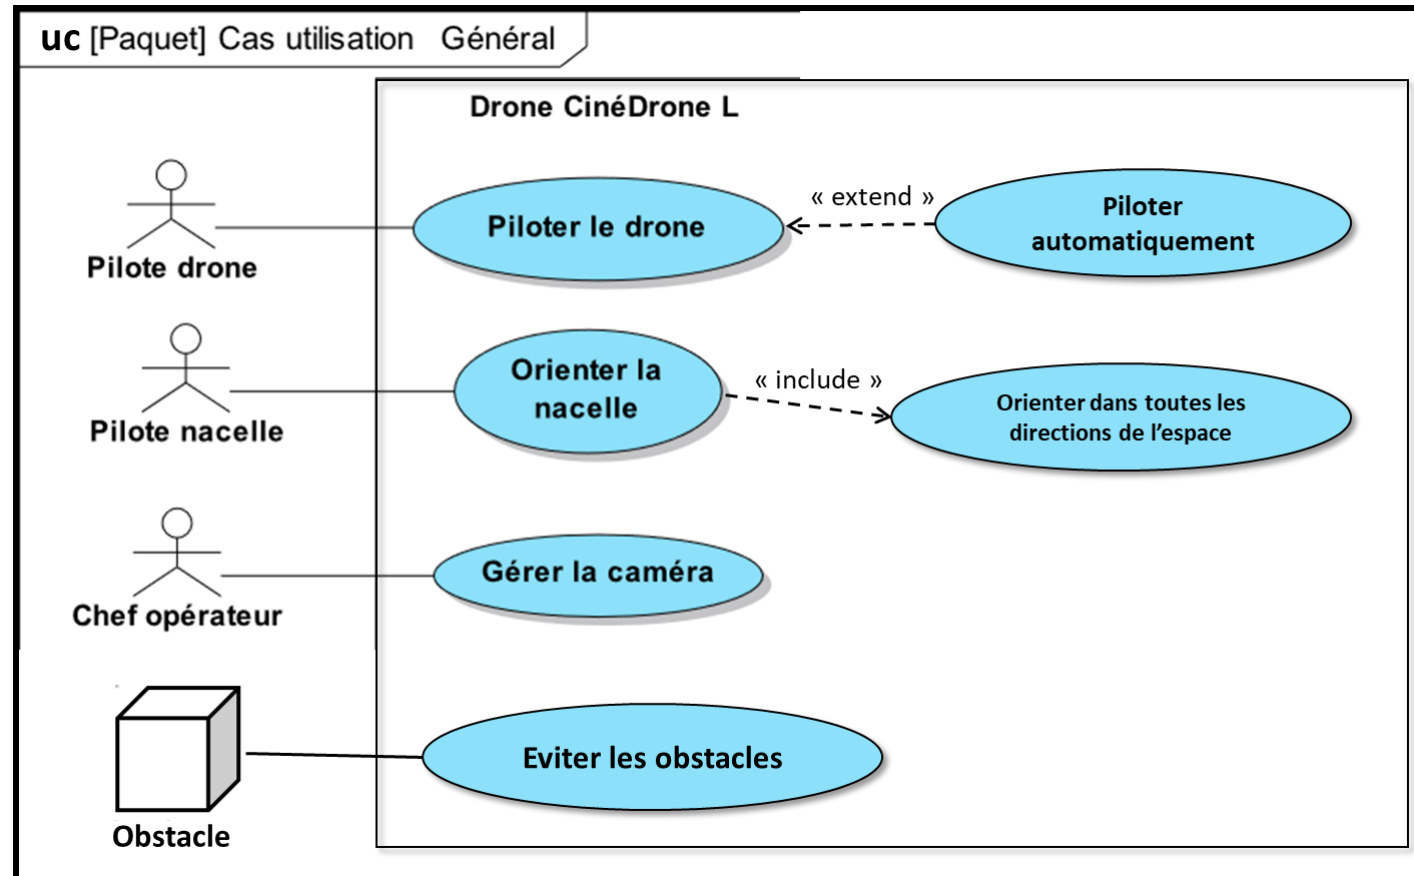 uc [Paquet] Cas utilisation Général
Drone CinéDrone L
Pilote drone
Piloter le drone
« extend »
Piloter
automatiquement
Pilote nacelle
Orienter la
nacelle
« include »
Orienter dans toutes les
directions de l'espace
Chef opérateur
Gérer la caméra
Obstacle
Eviter les obstacles